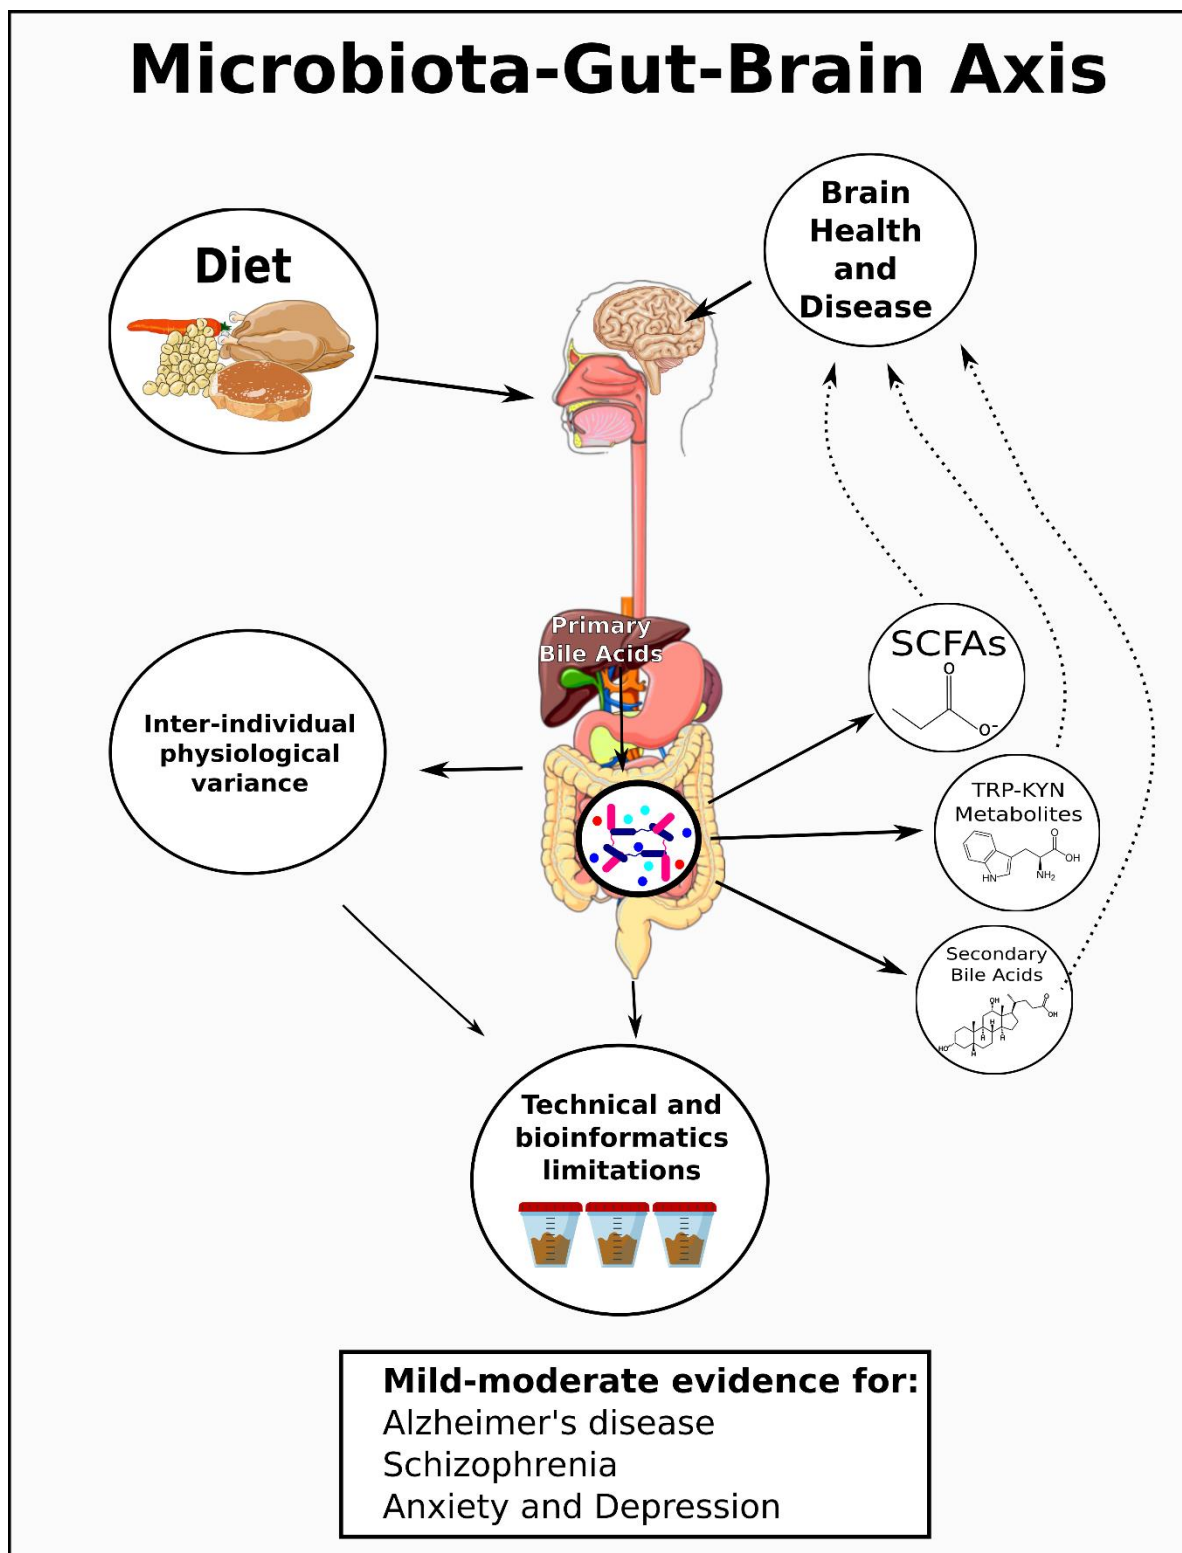 Microbiota-Gut-Brain Axis
Brain
Health
and
Disease
Diet
Primary
Bile Acids
SCFAs
O
O-
Inter-individual
physiological
variance
TRP-KYN
Metabolites
O
OH
NH₂
HN
Secondary
Bile Acids
OH
O
OH
H
H
H
H
HO
H
Technical and
bioinformatics
limitations
Mild-moderate evidence for:
Alzheimer's disease
Schizophrenia
Anxiety and Depression